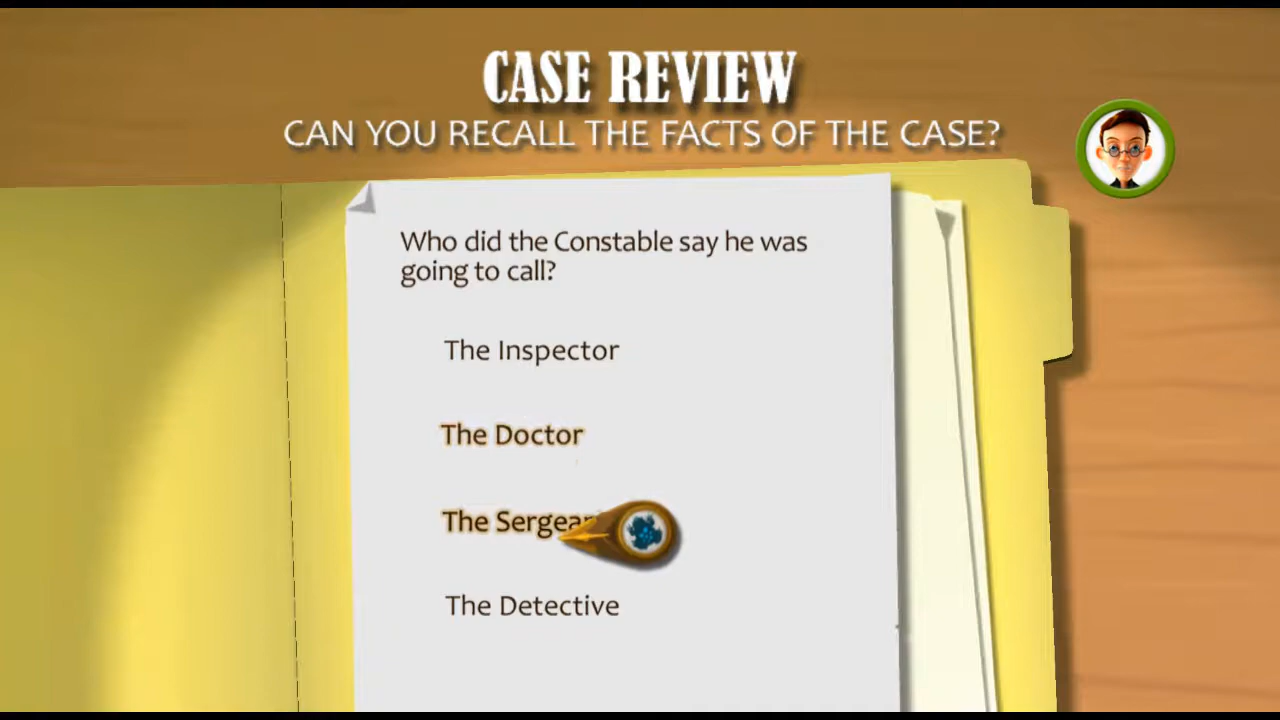 CASE REVIEW
CAN YOU RECALL THE FACTS OF THE CASE?
Who did the Constable say he was
going to call?
The Inspector
The Doctor
The
The Detective